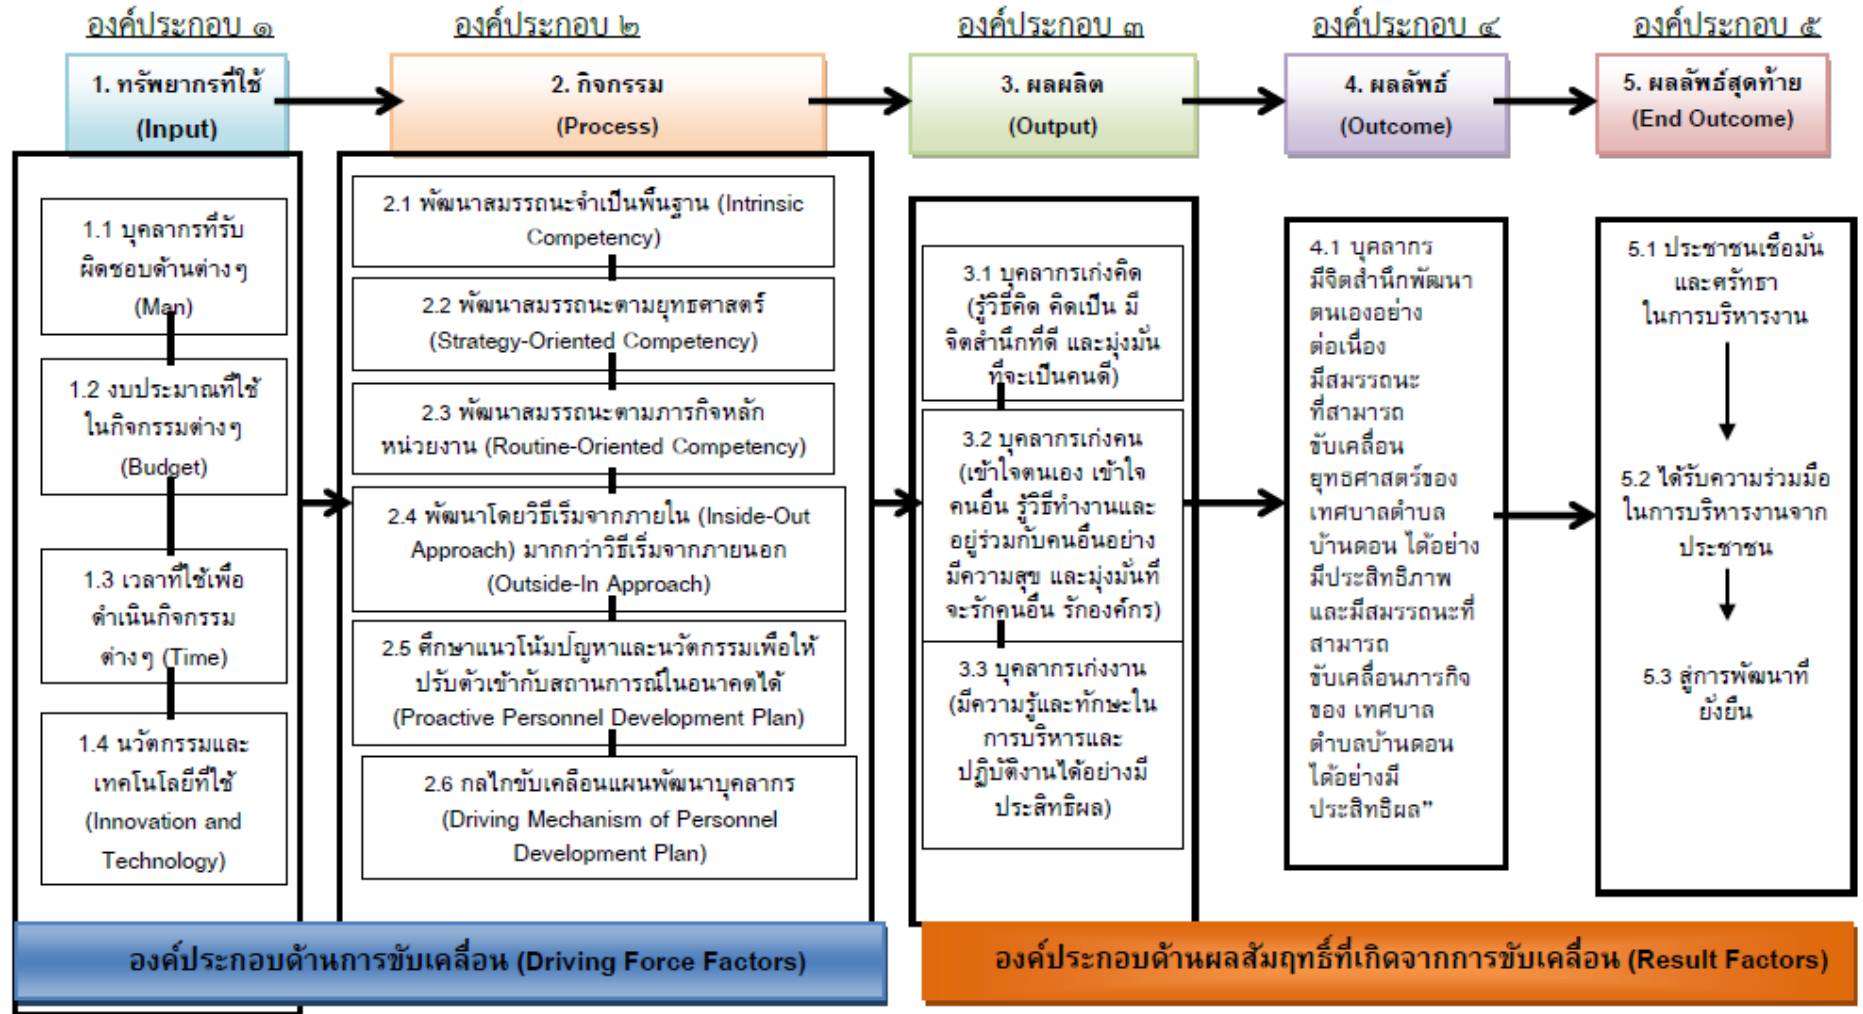 องค์ประกอบ ๑
องค์ประกอบ ๒
องค์ประกอบ ๓
องค์ประกอบ ๔
องค์ประกอบ ๕
1. ทรัพยากรที่ใช้
(Input)
2. กิจกรรม
(Process)
3. ผลผลิต
(Output)
4. ผลลัพธ์
(Outcome)
5. ผลลัพธ์สุดท้าย
(End Outcome)
1.1 บุคลากรที่รับ
ผิดชอบด้านต่างๆ
(Man)
1.2 งบประมาณที่ใช้
ในกิจกรรมต่างๆ
(Budget)
1.3 เวลาที่ใช้เพื่อ
ดำเนินกิจกรรม
ต่างๆ (Time)
1.4 นวัตกรรมและ
เทคโนโลยีที่ใช้
(Innovation and
Technology)
2.1 พัฒนาสมรรถนะจำเป็นพื้นฐาน (Intrinsic
Competency)
2.2 พัฒนาสมรรถนะตามยุทธศาสตร์
(Strategy-Oriented Competency)
2.3 พัฒนาสมรรถนะตามภารกิจหลัก
หน่วยงาน (Routine-Oriented Competency)
2.4 พัฒนาโดยวิธีเริ่มจากภายใน (Inside-Out
Approach) มากกว่าวิธีเริ่มจากภายนอก
(Outside-In Approach)
2.5 ศึกษาแนวโน้มปัญหาและนวัตกรรมเพื่อให้
ปรับตัวเข้ากับสถานการณ์ในอนาคตได้
(Proactive Personnel Development Plan)
2.6 กลไกขับเคลื่อนแผนพัฒนาบุคลากร
(Driving Mechanism of Personnel
Development Plan)
3.1 บุคลากรเก่งคิด
(รู้วิธีคิด คิดเป็น มี
จิตสำนึกที่ดี และมุ่งมั่น
ที่จะเป็นคนดี)
3.2 บุคลากรเก่งคน
(เข้าใจตนเอง เข้าใจ
คนอื่น รู้วิธีทำงานและ
อยู่ร่วมกับคนอื่นอย่าง
มีความสุข และมุ่งมั่นที่
จะรักคนอื่น รักองค์กร)
3.3 บุคลากรเก่งงาน
(มีความรู้และทักษะใน
การบริหารและ
ปฏิบัติงานได้อย่างมี
ประสิทธิผล)
4.1 บุคลากร
มีจิตสำนึกพัฒนา
ตนเองอย่าง
ต่อเนื่อง
มีสมรรถนะ
ที่สามารถ
ขับเคลื่อน
ยุทธศาสตร์ของ
เทศบาลตำบล
บ้านดอน ได้อย่าง
มีประสิทธิภาพ
และมีสมรรถนะที่
สามารถ
ขับเคลื่อนภารกิจ
ของ เทศบาล
ตำบลบ้านดอน
ได้อย่างมี
ประสิทธิผล”
5.1 ประชาชนเชื่อมั่น
และศรัทธา
ในการบริหารงาน
5.2 ได้รับความร่วมมือ
ในการบริหารงานจาก
ประชาชน
5.3 สู่การพัฒนาที่
ยั่งยืน
องค์ประกอบด้านการขับเคลื่อน (Driving Force Factors)
องค์ประกอบด้านผลสัมฤทธิ์ที่เกิดจากการขับเคลื่อน (Result Factors)